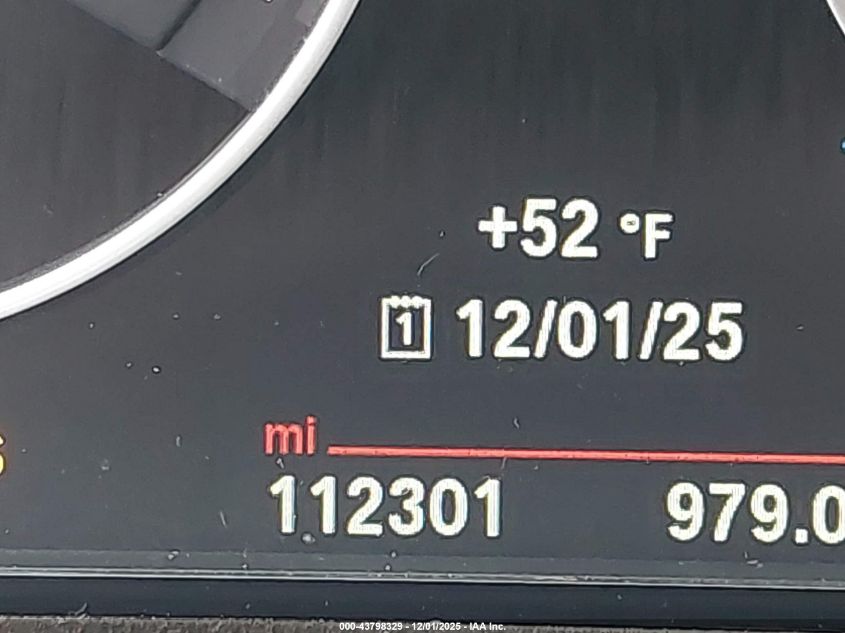 +52 °F
1 12/01/25
mi
112301 979.0
000-43798329 - 12/01/2025 - IAA Inc.